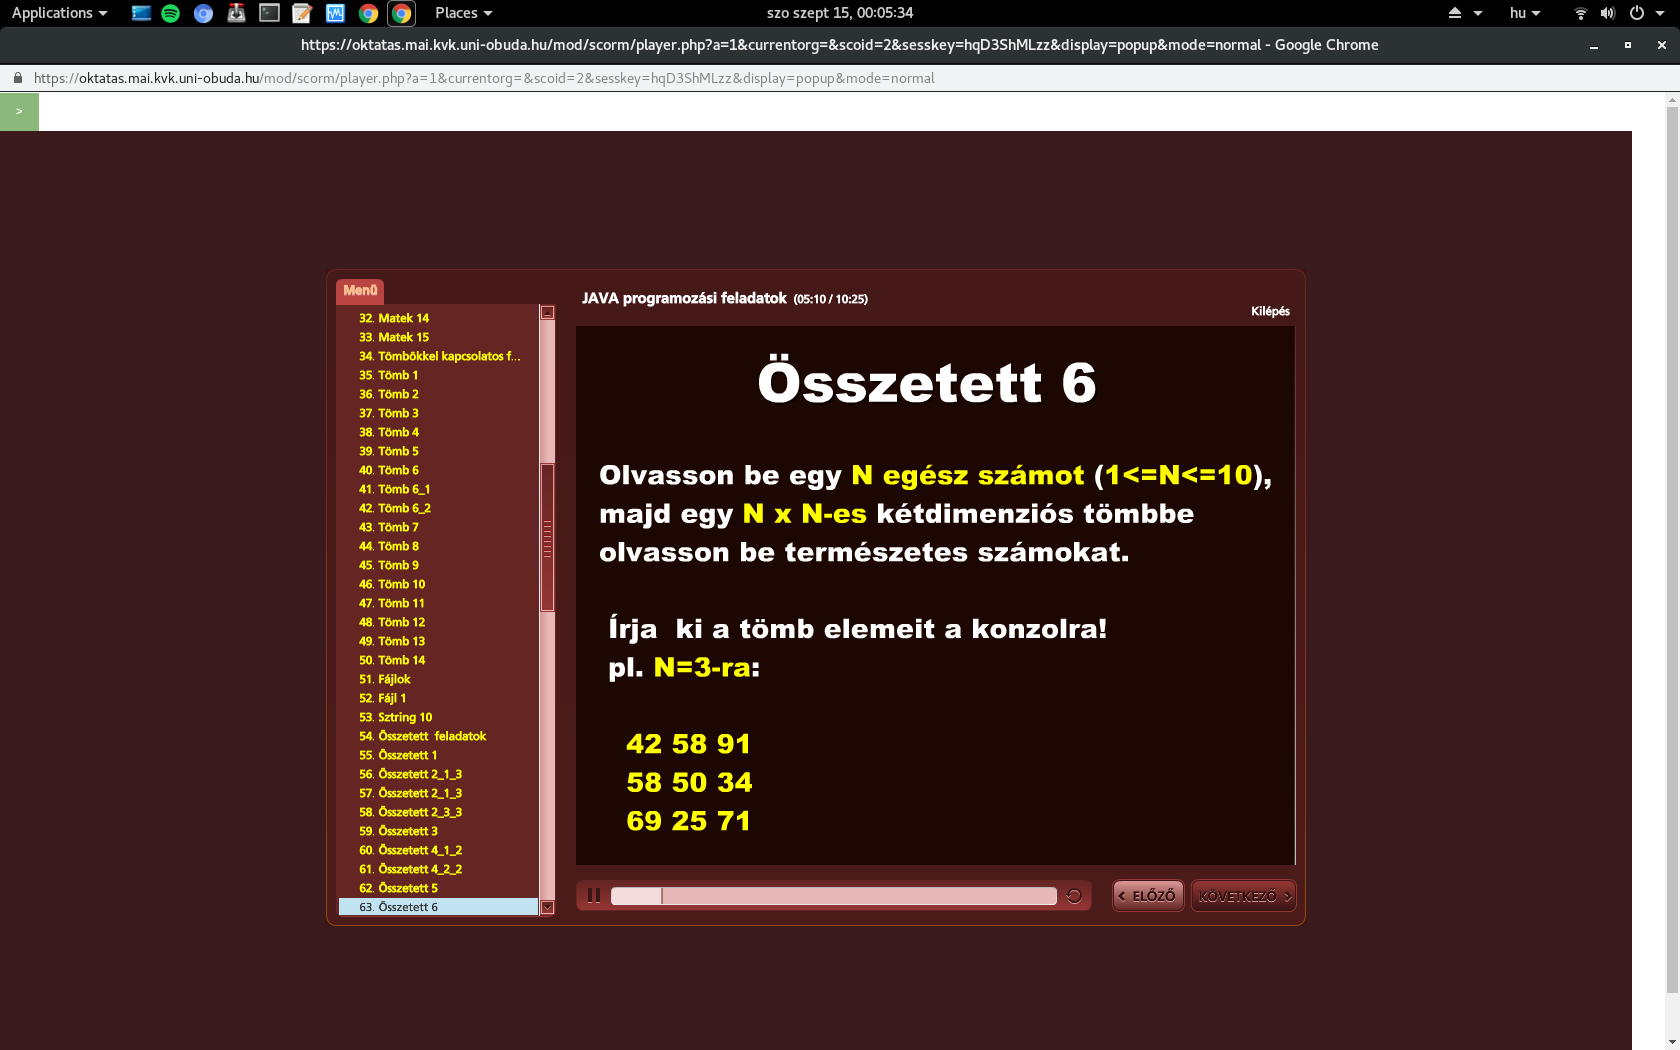 Applications
Places
szo szept 15, 00:05:34
hu
https://oktatas.mai.kvk.uni-obuda.hu/mod/scorm/player.php?a=1&currentorg=&scoid=2&sesskey=hqD3ShMLzz&display=popup&mode=normal - Google Chrome
https://oktatas.mai.kvk.uni-obuda.hu/mod/scorm/player.php?a=1&currentorg=&scoid=2&sesskey=hqD3ShMLzz&display=popup&mode=normal
>
Menü
32. Matek 14
33. Matek 15
34. Tömbökkel kapcsolatos f...
35. Tömb 1
36. Tömb 2
37. Tömb 3
38. Tömb 4
39. Tömb 5
40. Tömb 6
41. Tömb 6_1
42. Tömb 6_2
43. Tömb 7
44. Tömb 8
45. Tömb 9
46. Tömb 10
47. Tömb 11
48. Tömb 12
49. Tömb 13
50. Tömb 14
51. Fájlok
52. Fájl 1
53. Sztring 10
54. Összetett  feladatok
55. Összetett 1
56. Összetett 2_1_3
57. Összetett 2_1_3
58. Összetett 2_3_3
59. Összetett 3
60. Összetett 4_1_2
61. Összetett 4_2_2
62. Összetett 5
63. Összetett 6
JAVA programozási feladatok (05:10 / 10:25)
Kilépés
Összetett 6
Olvasson be egy N egész számot (1<=N<=10),
majd egy N x N-es kétdimenziós tömbbe
olvasson be természetes számokat.
Írja  ki a tömb elemeit a konzolra!
pl. N=3-ra:
42 58 91
58 50 34
69 25 71
< ELŐZŐ
KÖVETKEZŐ >